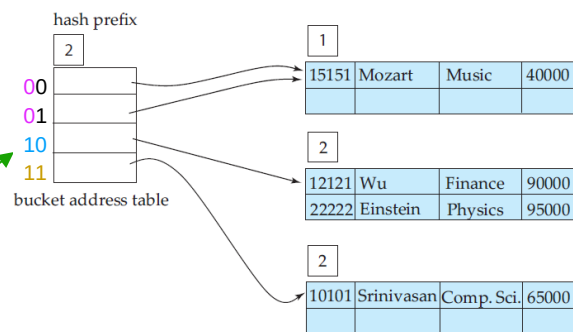 hash prefix
2
00
01
10
11
bucket address table
1
15151 Mozart Music 40000
2
12121 Wu Finance 90000
22222 Einstein Physics 95000
2
10101 Srinivasan Comp. Sci. 65000